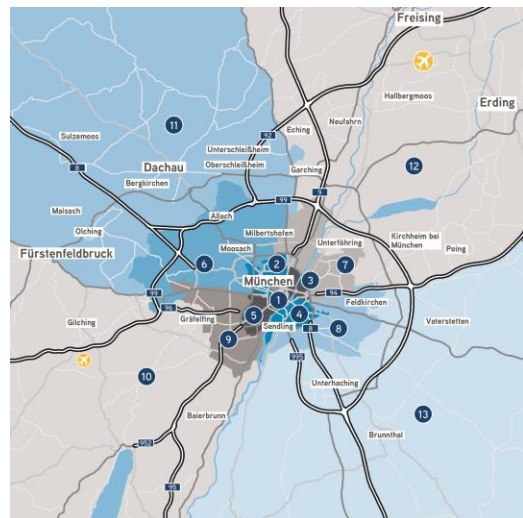 Freising
Hallbergmoos
Erding
11
Neufahrn
Sulzemoos
92
Eching
Unterschleißheim
8
Dachau
Oberschleißheim
Garching
12
Bergkirchen
9
99
Maisach
Allach
Olching
Milbertshofen
Kirchheim bei
München
Fürstenfeldbruck
Moosach
Unterföhring
Poing
6
2
7
München
3
99
94
1
Feldkirchen
96
Gilching
Gräfelfing
5
4
Sendling
8
8
Vaterstetten
9
995
10
Unterhaching
13
Baierbrunn
Brunnthal
952
95